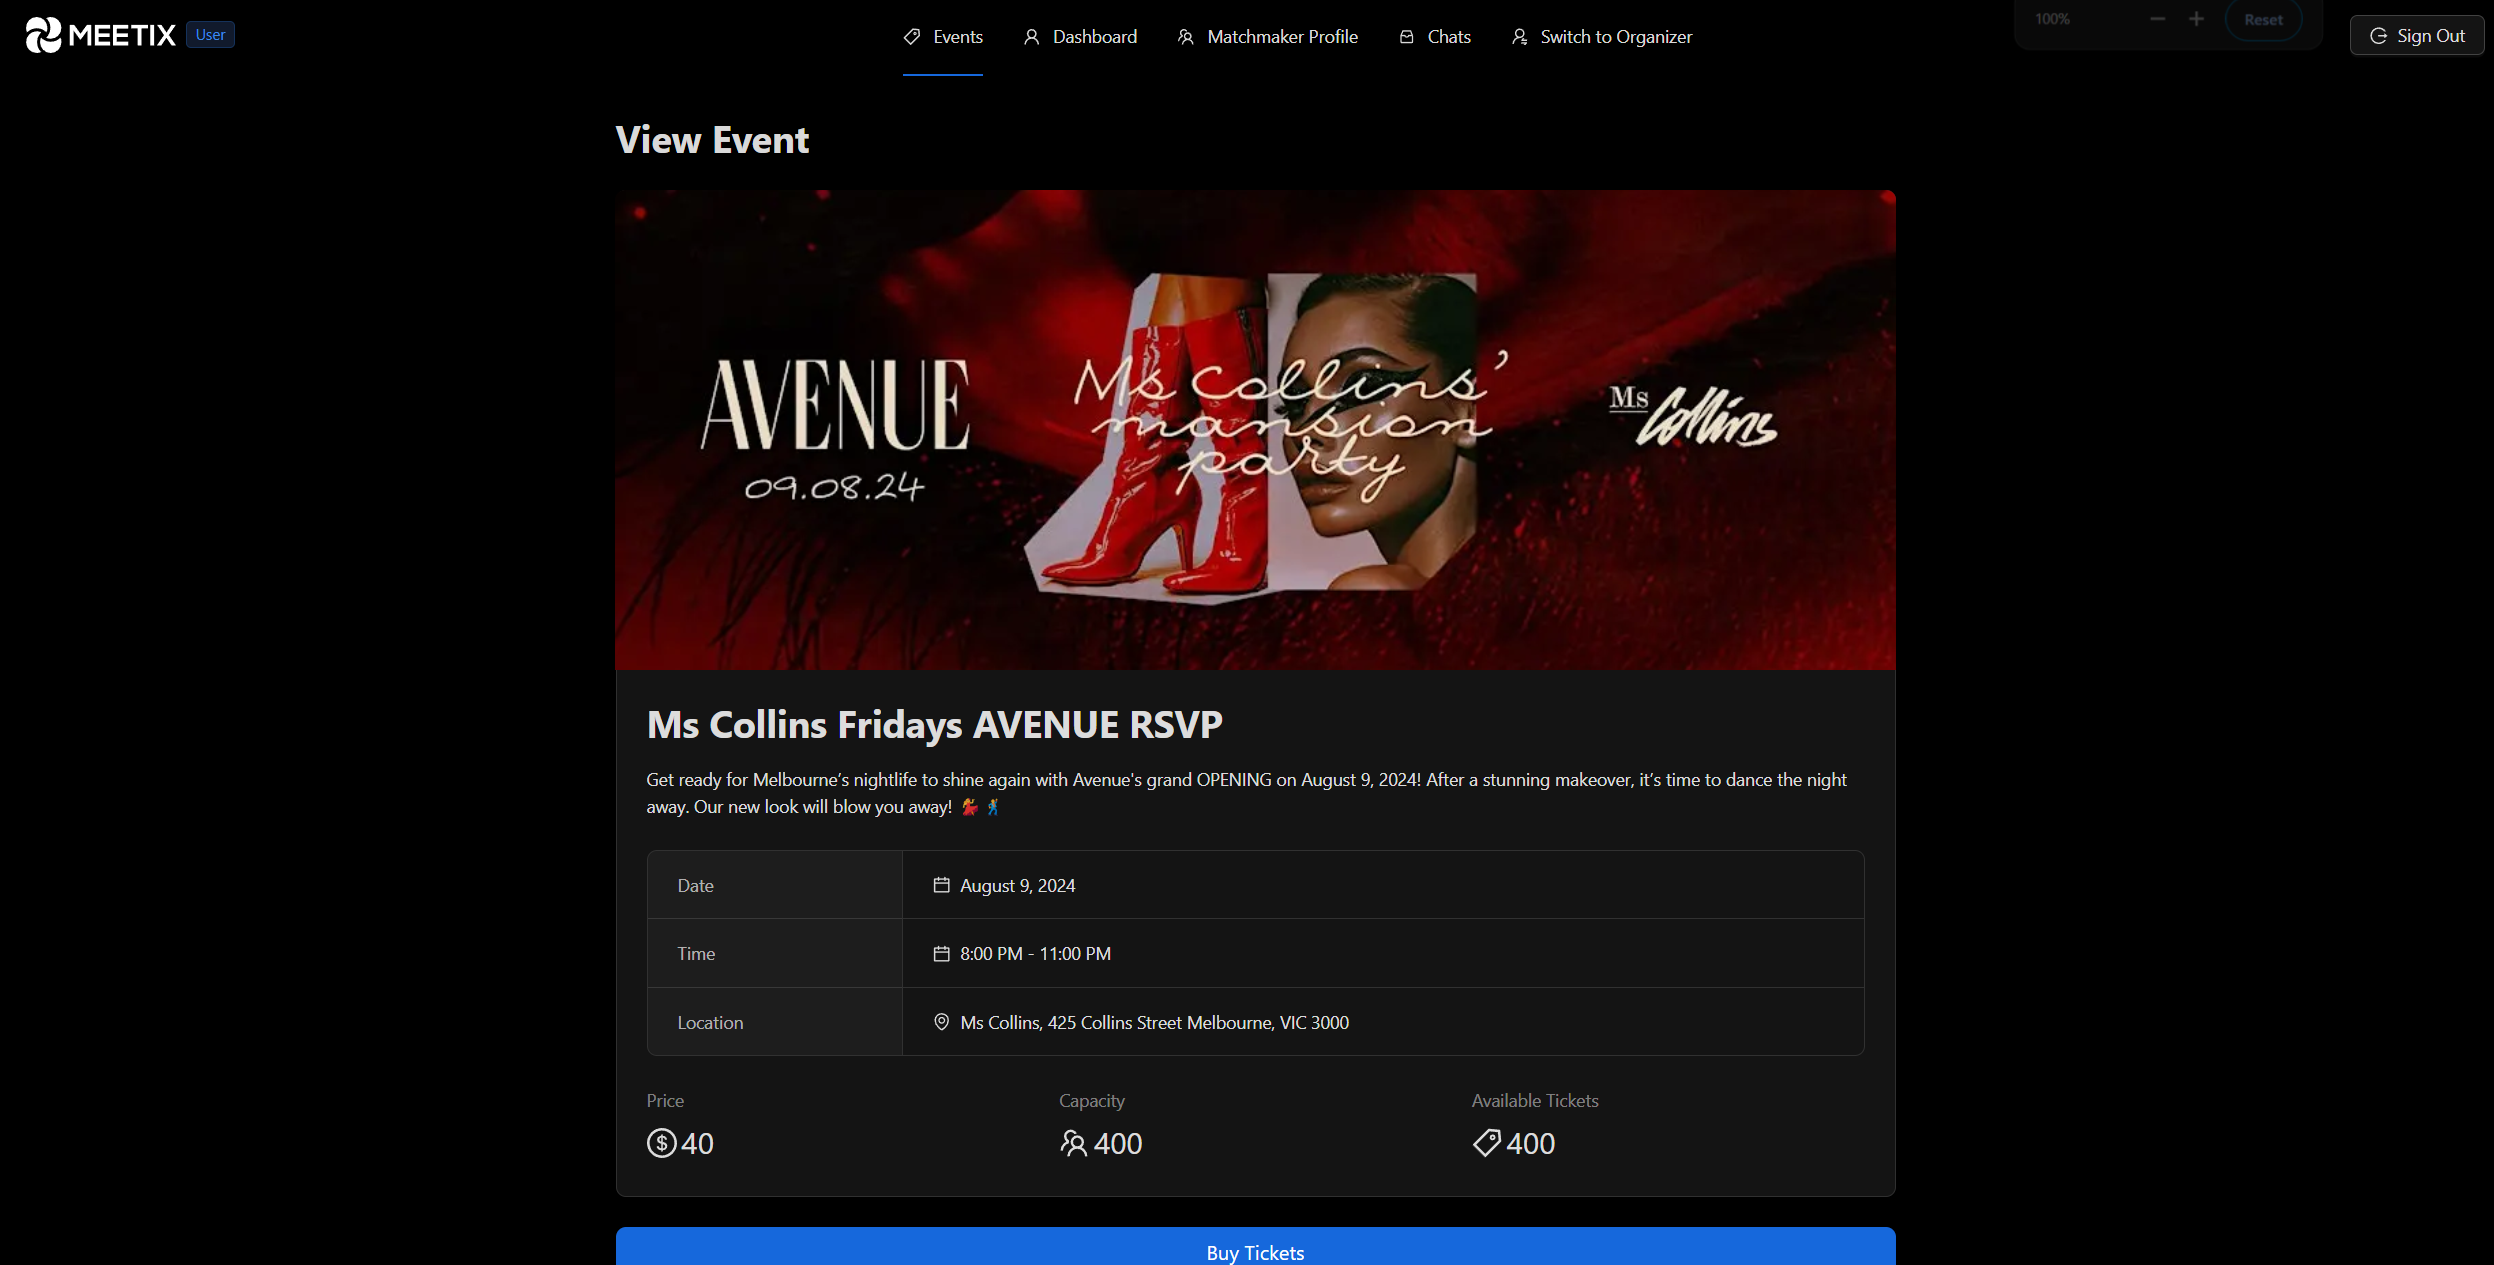 MEETIX User Events Dashboard Matchmaker Profile Chats Switch to Organizer 100% Reset Sign Out
View Event
AVENUE
09.08.24
Ms Collins'
mansion
party
Ms Collins
Ms Collins Fridays AVENUE RSVP
Get ready for Melbourne’s nightlife to shine again with Avenue's grand OPENING on August 9, 2024! After a stunning makeover, it’s time to dance the night
away. Our new look will blow you away! 💃🕺
Date August 9, 2024
Time 8:00 PM - 11:00 PM
Location Ms Collins, 425 Collins Street Melbourne, VIC 3000
Price Capacity Available Tickets
40 400 400
Buy Tickets